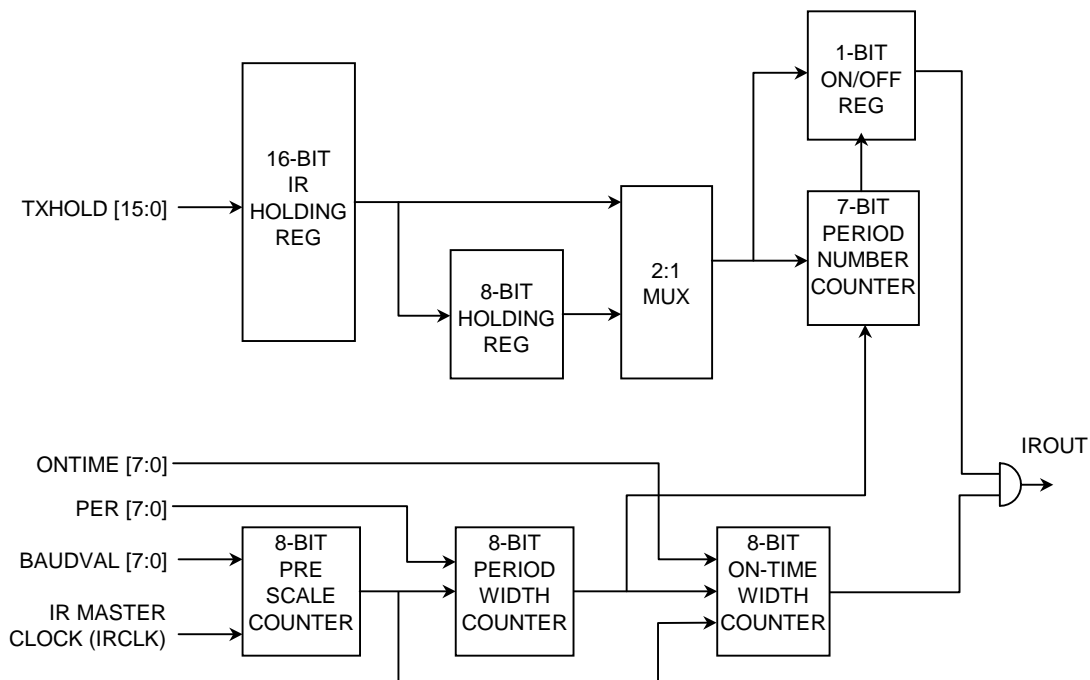 1-BIT
ON/OFF
REG
16-BIT
IR
HOLDING
REG
TXHOLD [15:0]
7-BIT
PERIOD
NUMBER
COUNTER
2:1
MUX
8-BIT
HOLDING
REG
IROUT
ONTIME [7:0]
PER [7:0]
BAUDVAL [7:0]
IR MASTER
CLOCK (IRCLK)
8-BIT
PRE
SCALE
COUNTER
8-BIT
PERIOD
WIDTH
COUNTER
8-BIT
ON-TIME
WIDTH
COUNTER